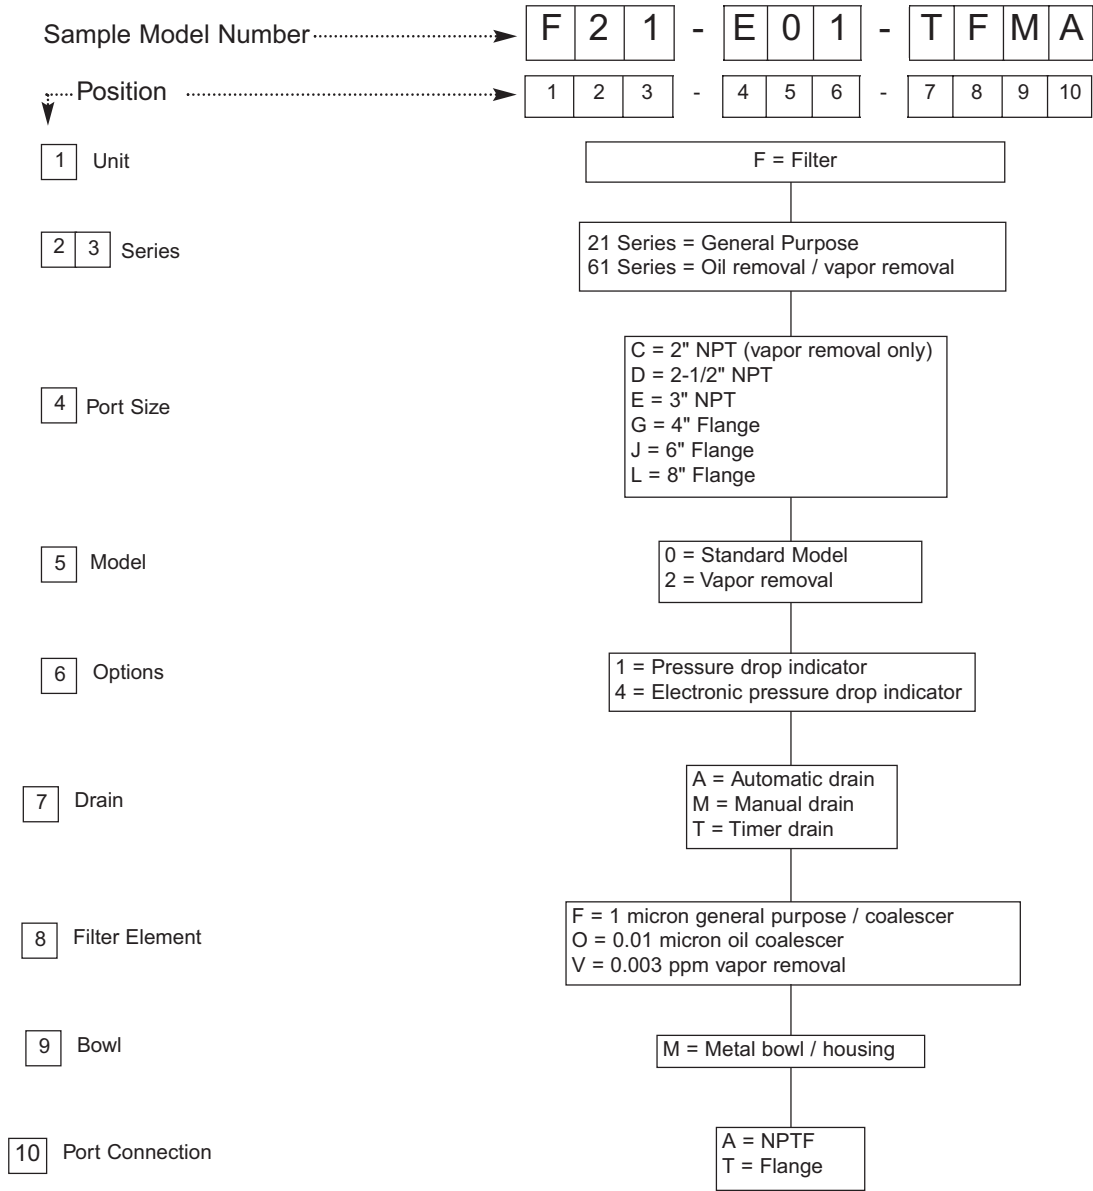 Sample Model Number F 2 1 - E 0 1 - T F M A
Position 1 2 3 - 4 5 6 - 7 8 9 10
1 Unit
F = Filter
2 3 Series
21 Series = General Purpose
61 Series = Oil removal / vapor removal
4 Port Size
C = 2" NPT (vapor removal only)
D = 2-1/2" NPT
E = 3" NPT
G = 4" Flange
J = 6" Flange
L = 8" Flange
5 Model
0 = Standard Model
2 = Vapor removal
6 Options
1 = Pressure drop indicator
4 = Electronic pressure drop indicator
7 Drain
A = Automatic drain
M = Manual drain
T = Timer drain
8 Filter Element
F = 1 micron general purpose / coalescer
O = 0.01 micron oil coalescer
V = 0.003 ppm vapor removal
9 Bowl
M = Metal bowl / housing
10 Port Connection
A = NPTF
T = Flange